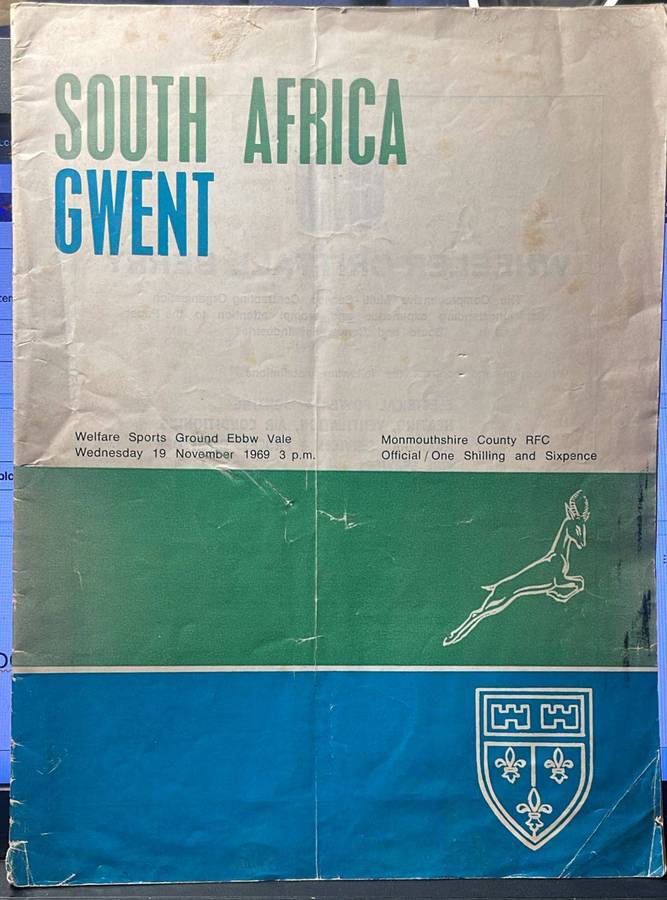 SOUTH AFRICA
GWENT
Welfare Sports Ground Ebbw Vale
Wednesday 19 November 1969 3 p.m.
Monmouthshire County RFC
Official / One Shilling and Sixpence